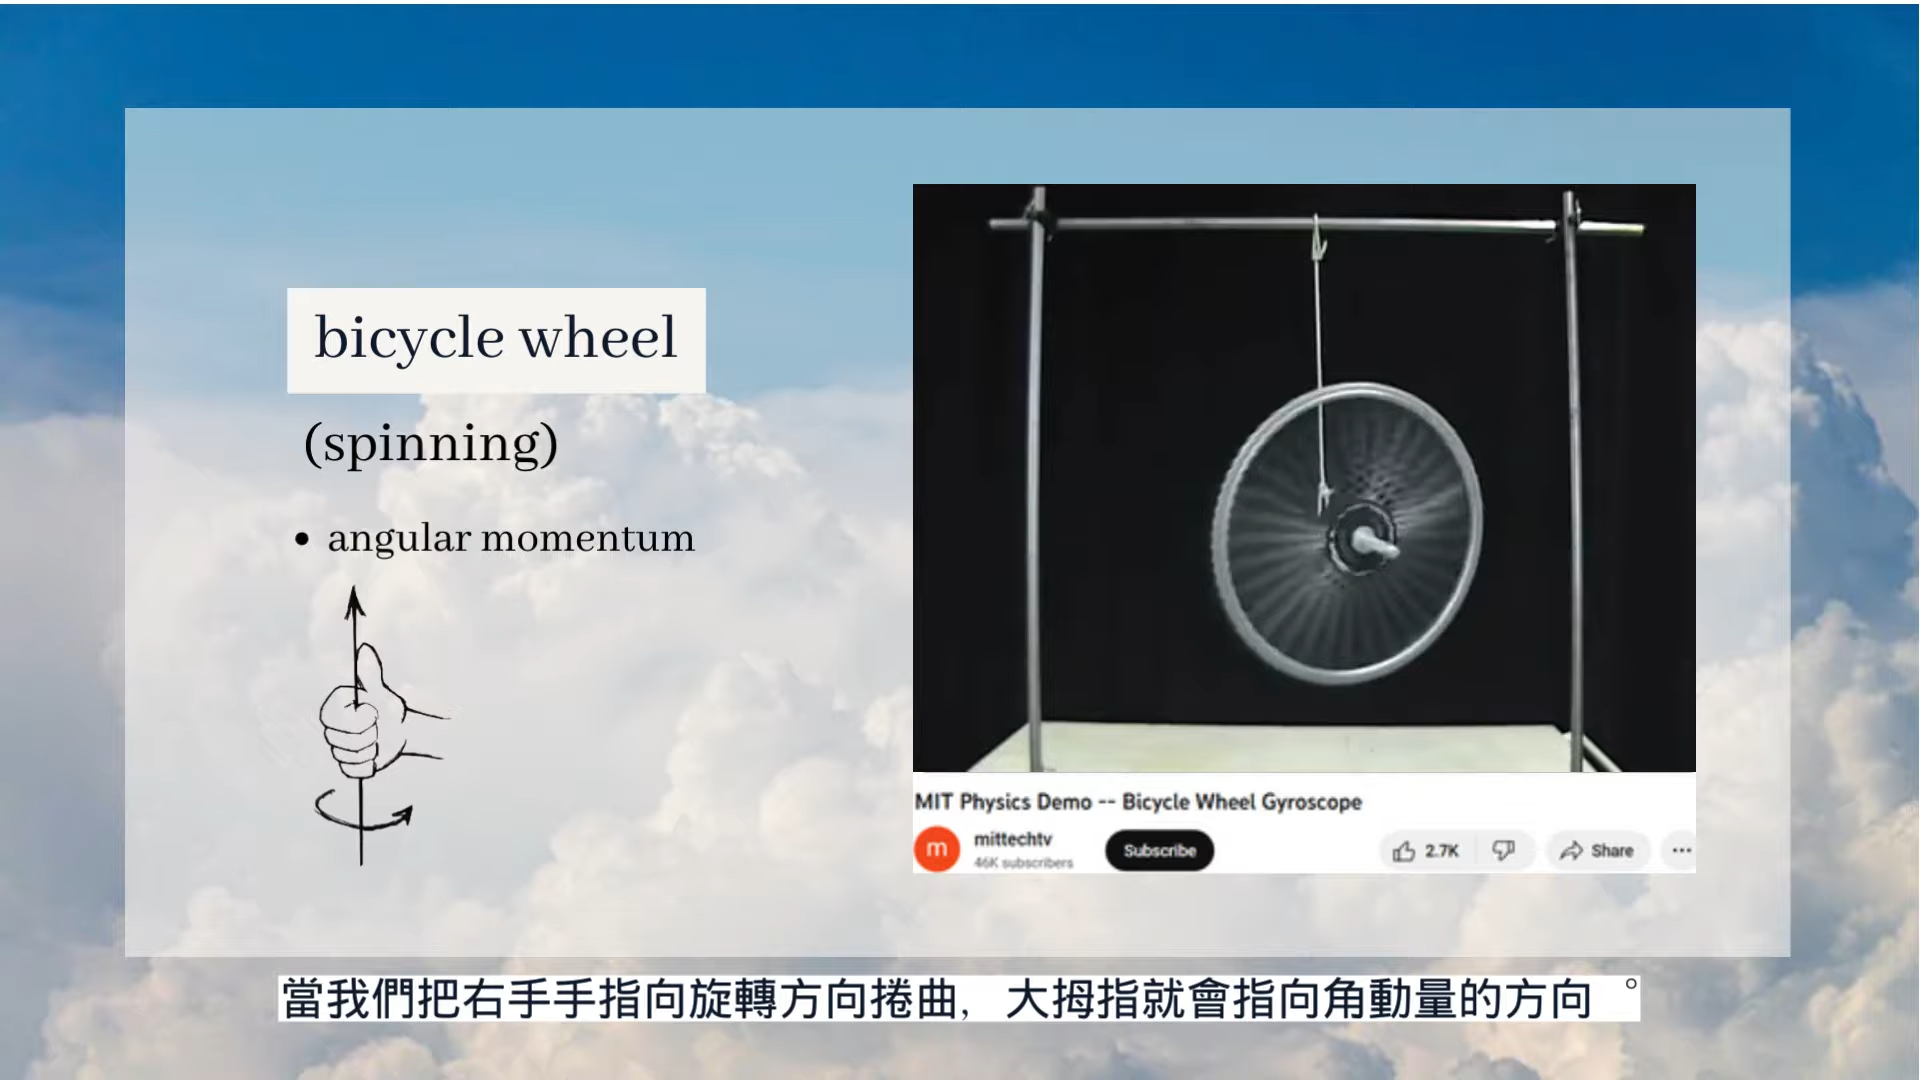 bicycle wheel
(spinning)
• angular momentum
MIT Physics Demo -- Bicycle Wheel Gyroscope
m
mittechtv
46K subscribers
Subscribe
2.7K
Share
當我們把右手手指向旋轉方向捲曲，大拇指就會指向角動量的方向。